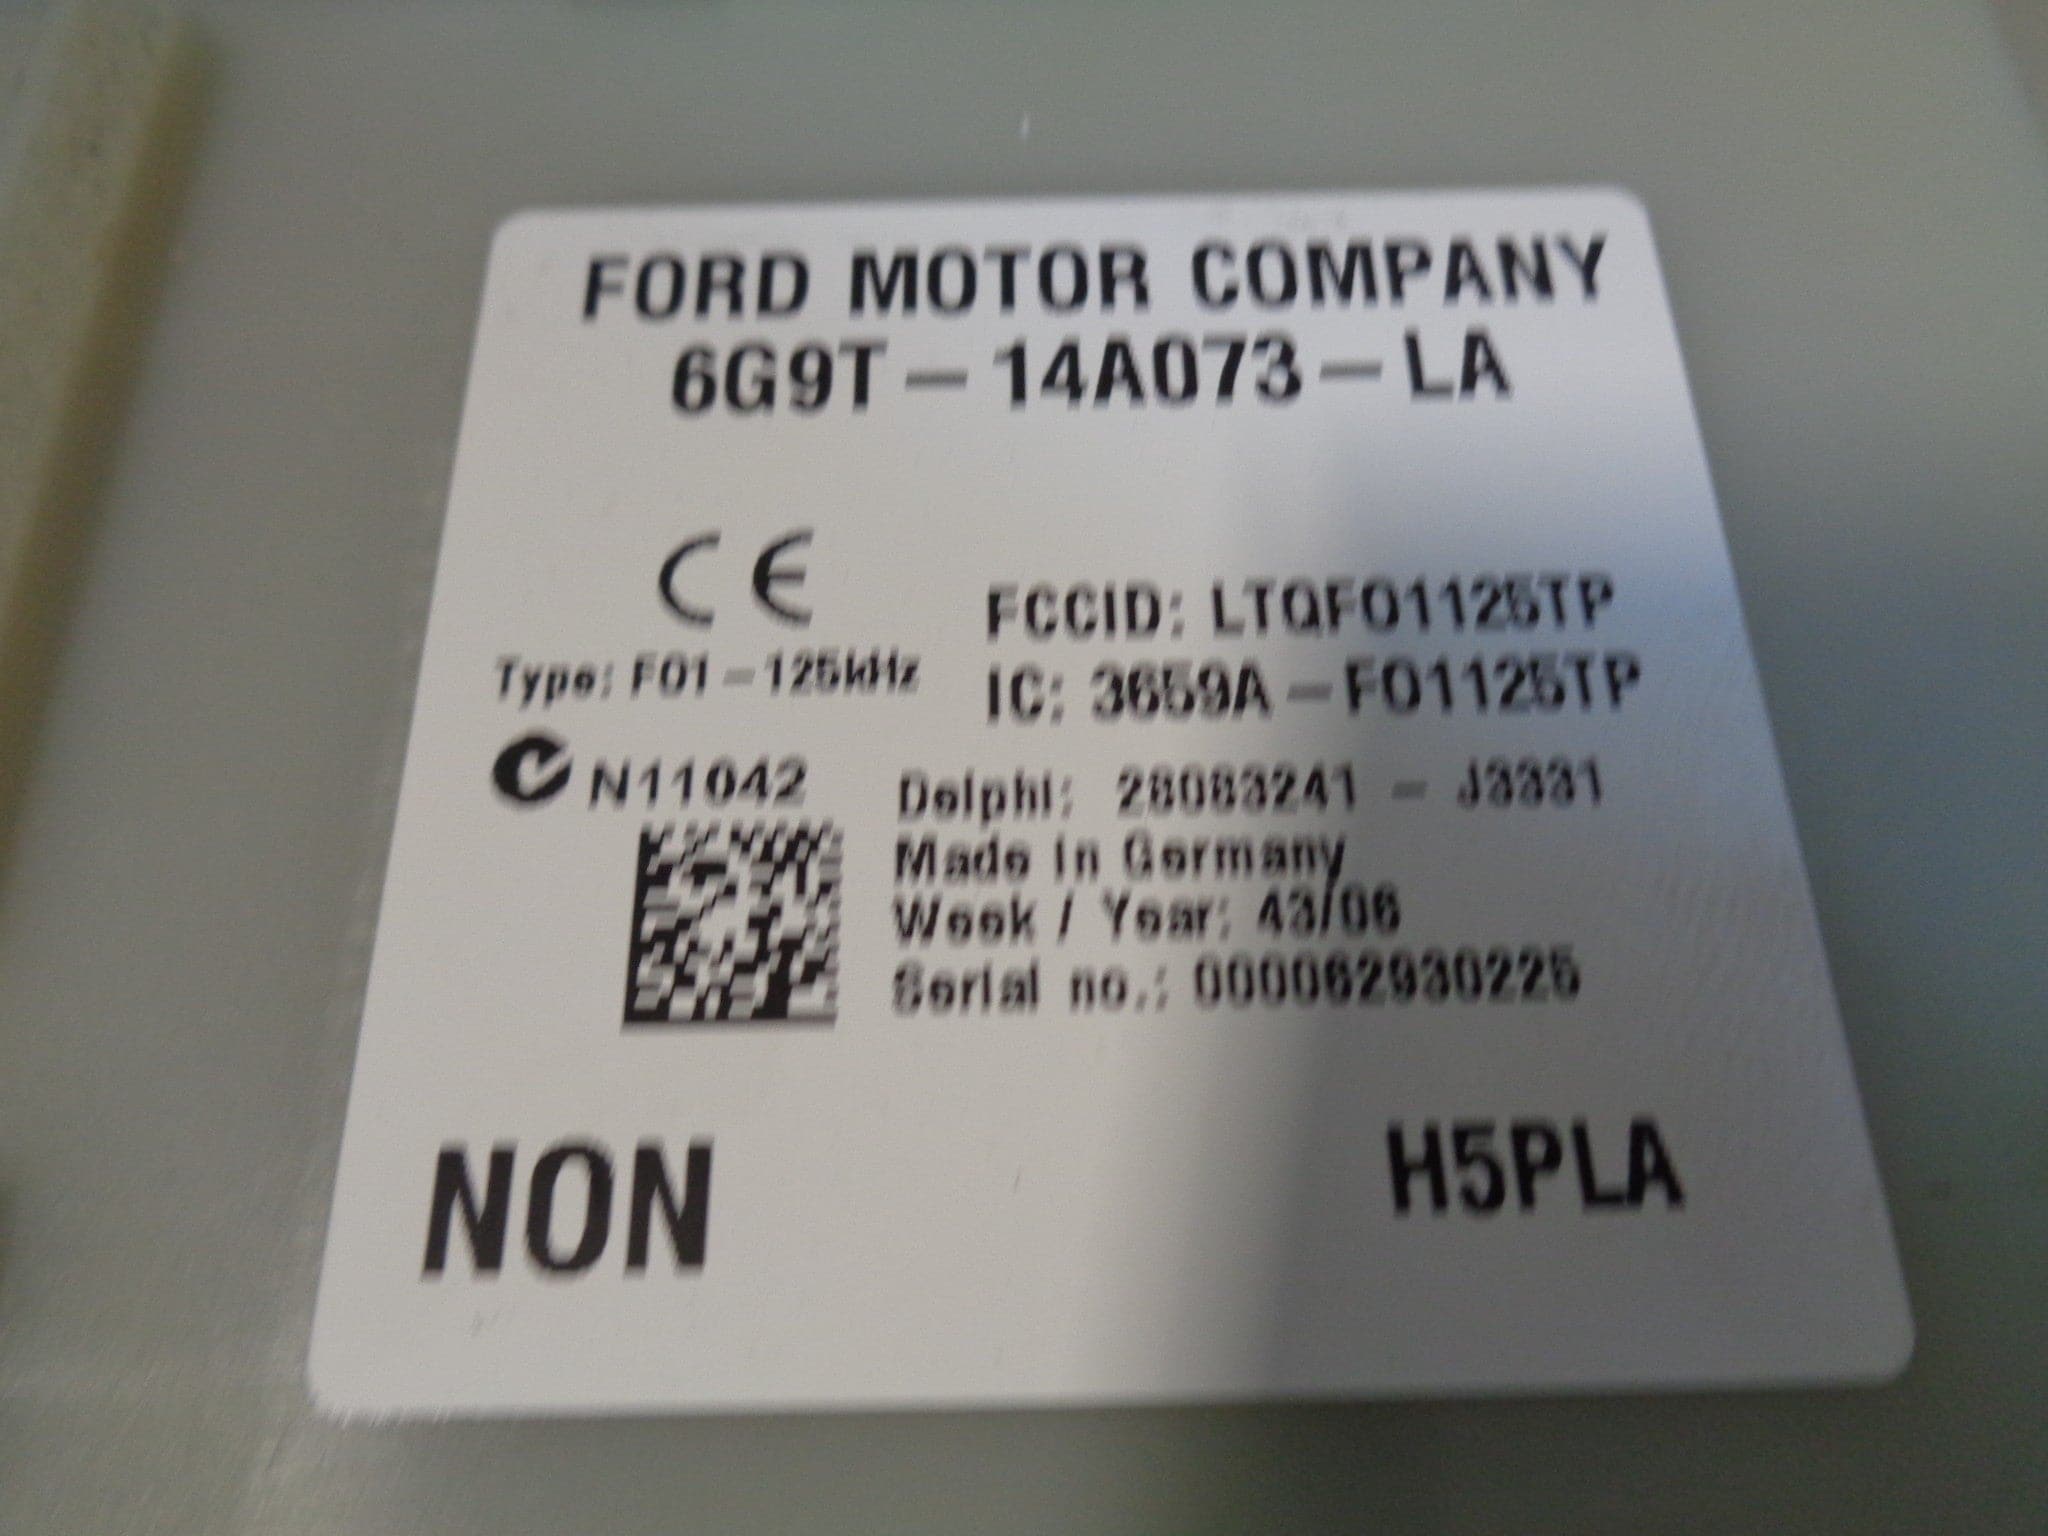 FORD MOTOR COMPANY
6G9T-14A073-LA
CE
FCCID: LTQFO1125TP
Type: FO1-125kHz
IC: 3659A-FO1125TP
N11042
Delphi: 28083241 - J3331
Made in Germany
Week / Year: 43/06
Serial no.: 000062930225
NON
H5PLA